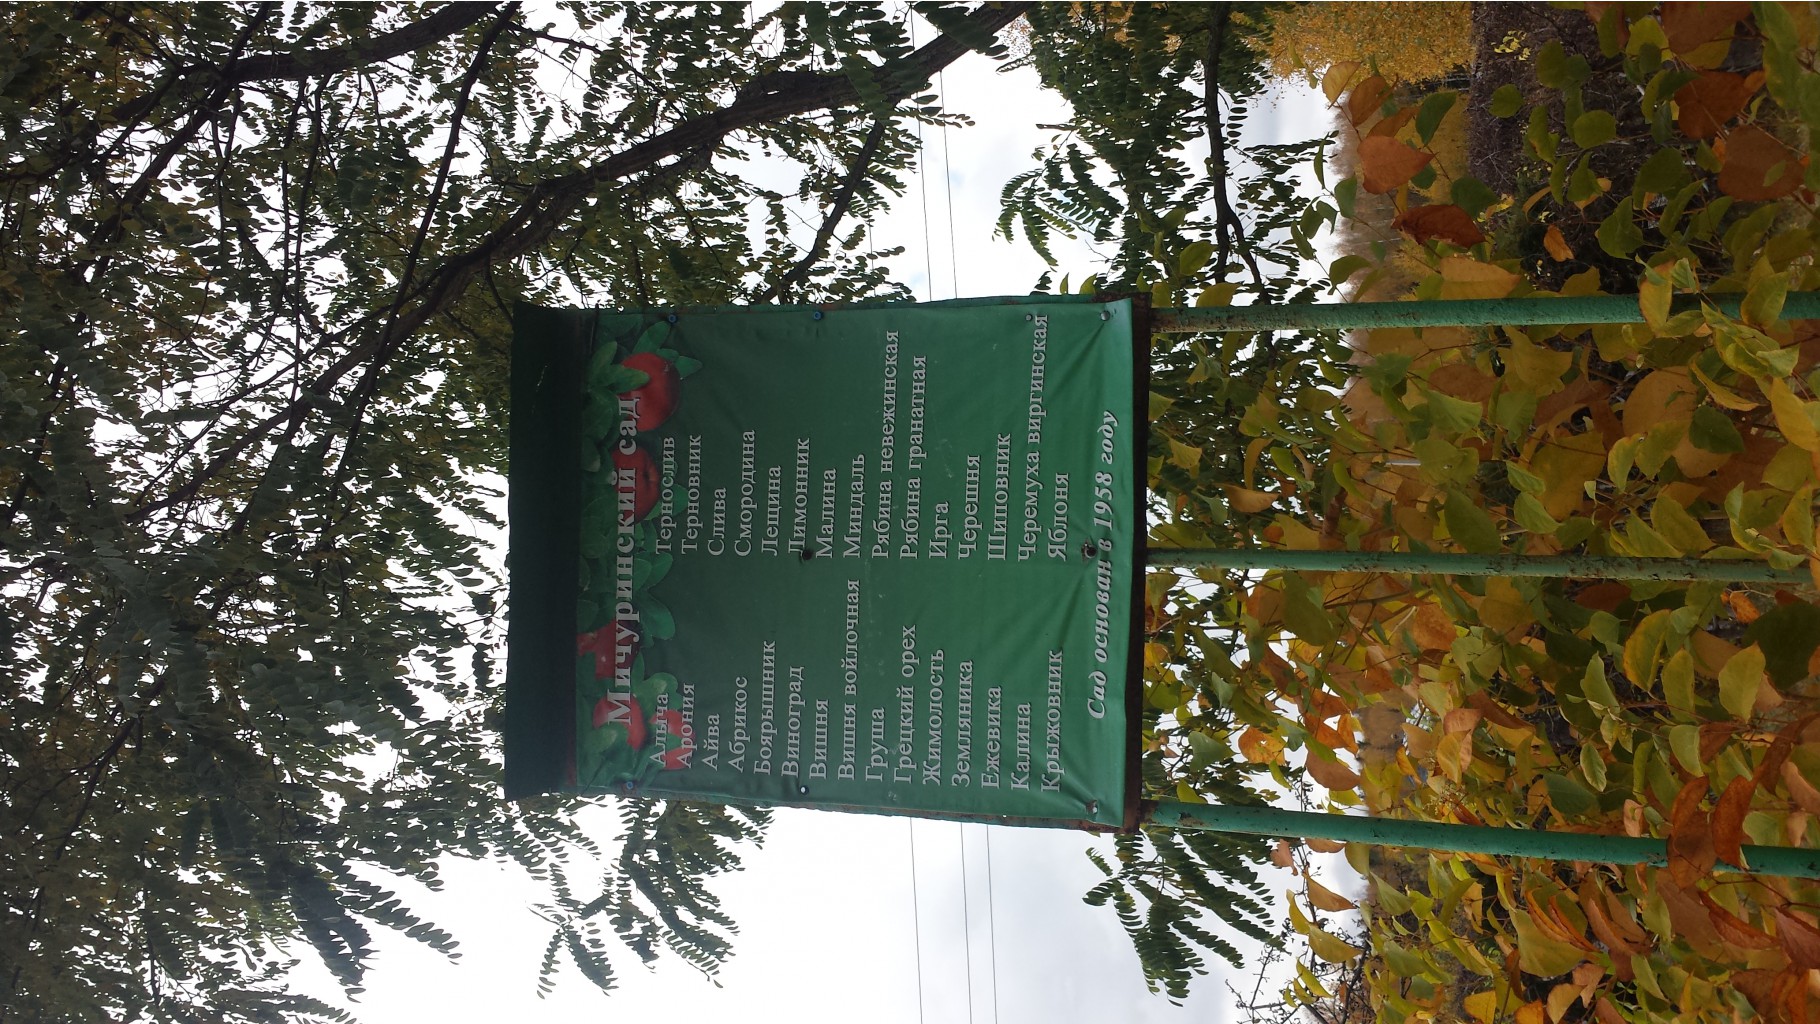 Мичуринский сад
Алыча
Арония
Айва
Абрикос
Боярышник
Виноград
Вишня
Вишня войлочная
Груша
Грецкий орех
Жимолость
Земляника
Ежевика
Калина
Крыжовник
Тернослив
Терновник
Слива
Смородина
Лещина
Лимонник
Малина
Миндаль
Рябина невежинская
Рябина гранатная
Ирга
Черешня
Шиповник
Черемуха виргинская
Яблоня
Сад основан в 1958 году